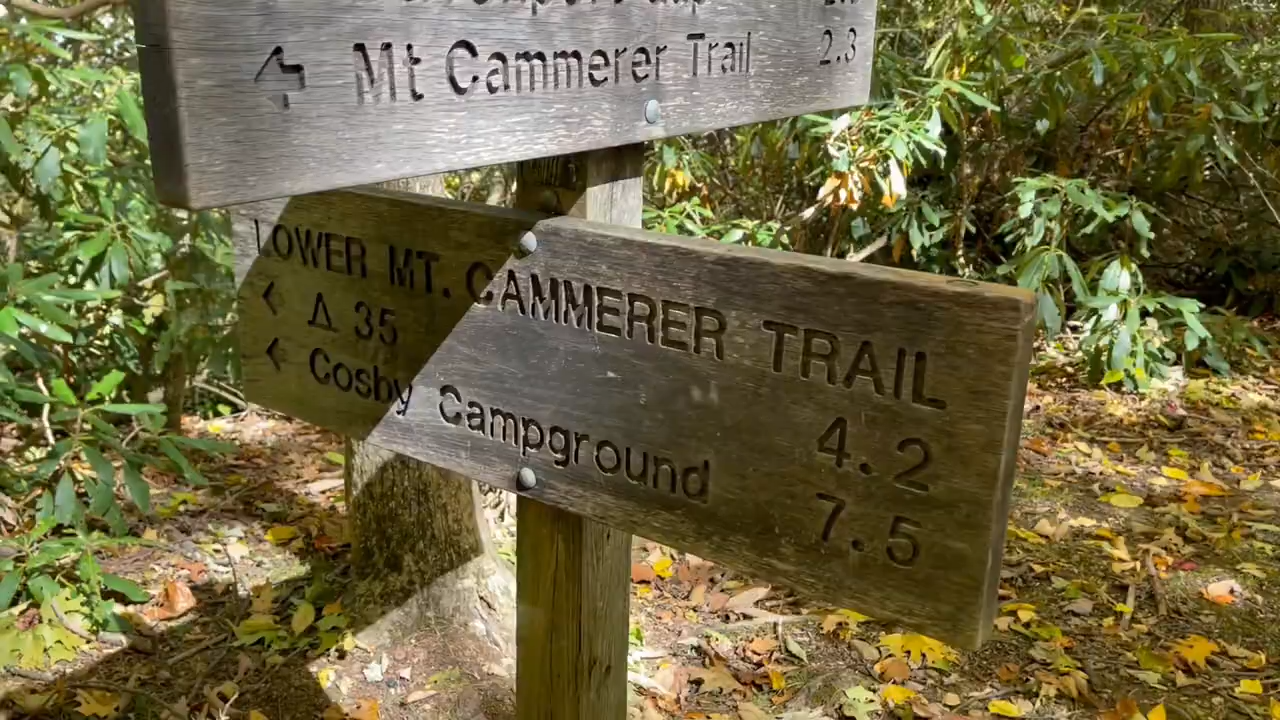 Mt Cammerer Trail 2.3
LOWER MT. CAMMERER TRAIL
< Δ 35 4.2
< Cosby Campground 7.5